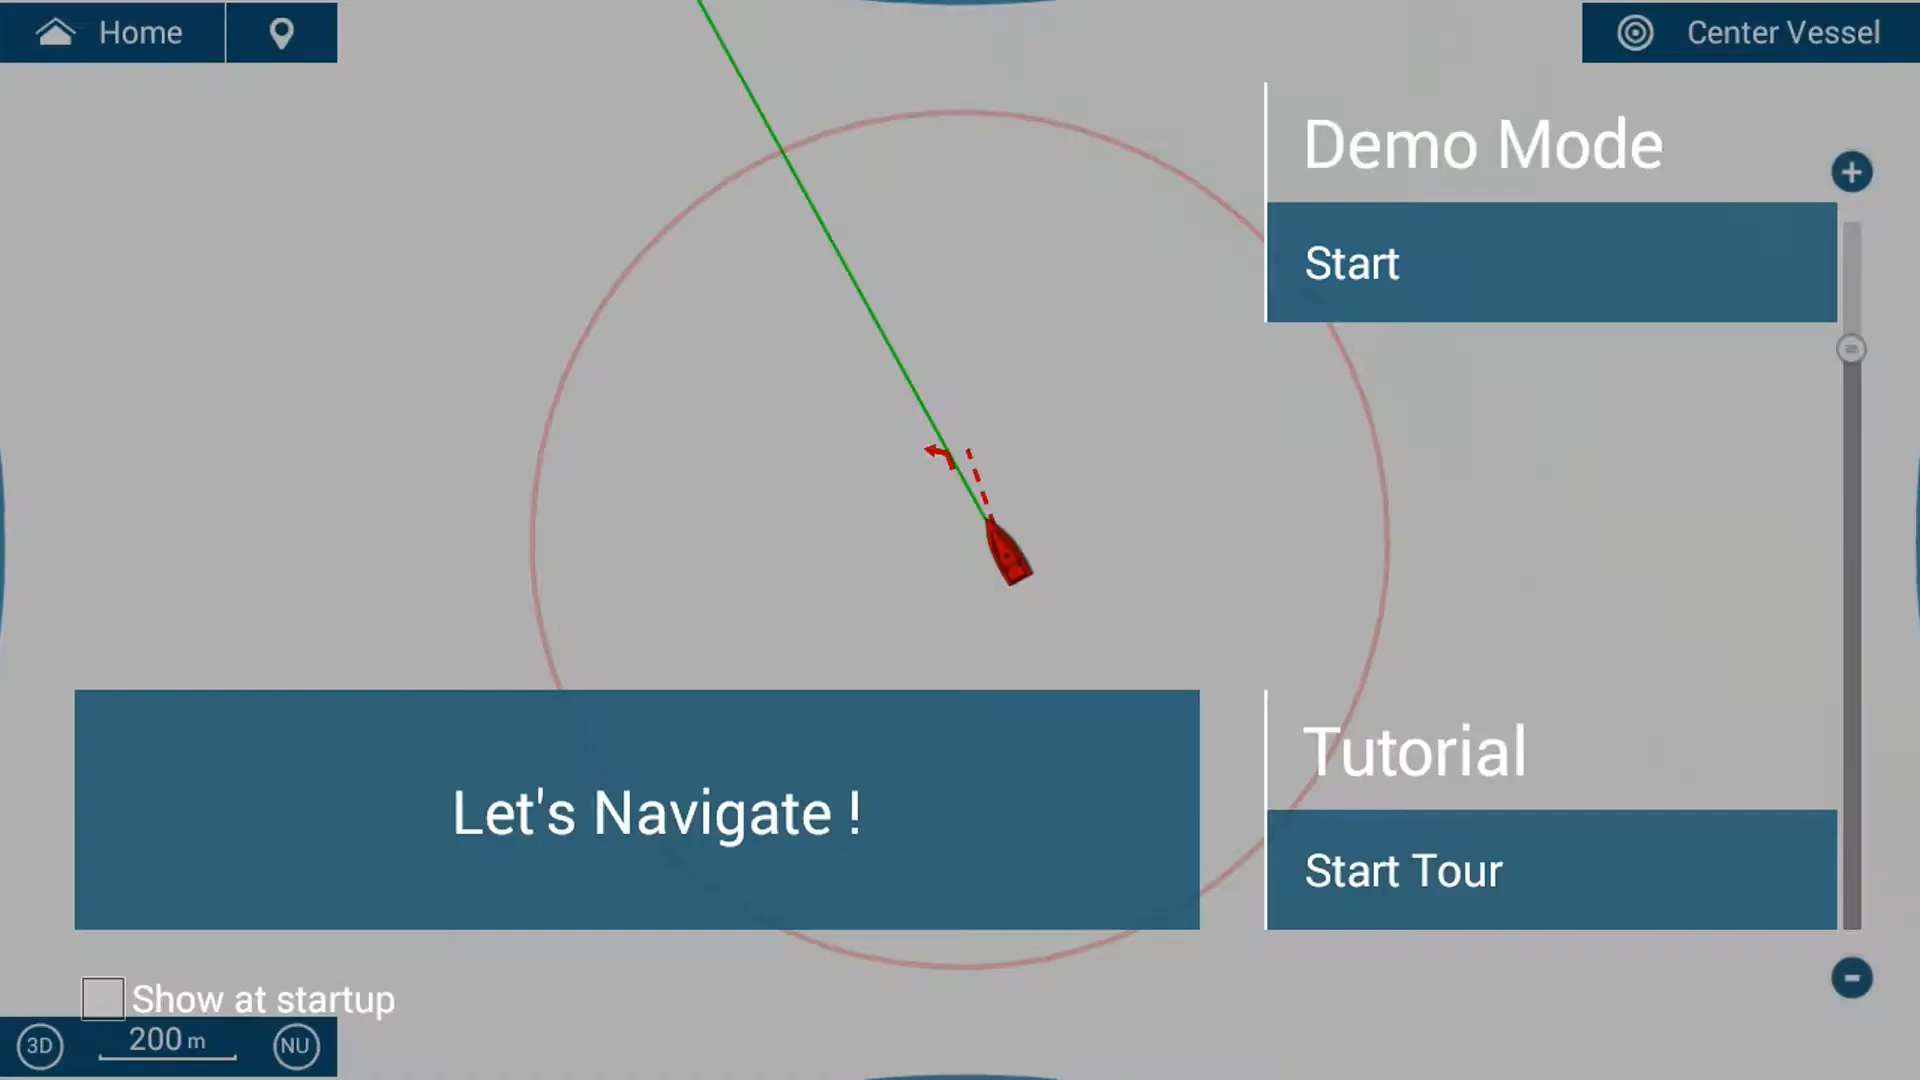 Home
Center Vessel
Demo Mode
Start
Let's Navigate !
Tutorial
Start Tour
Show at startup
3D
200 m
NU